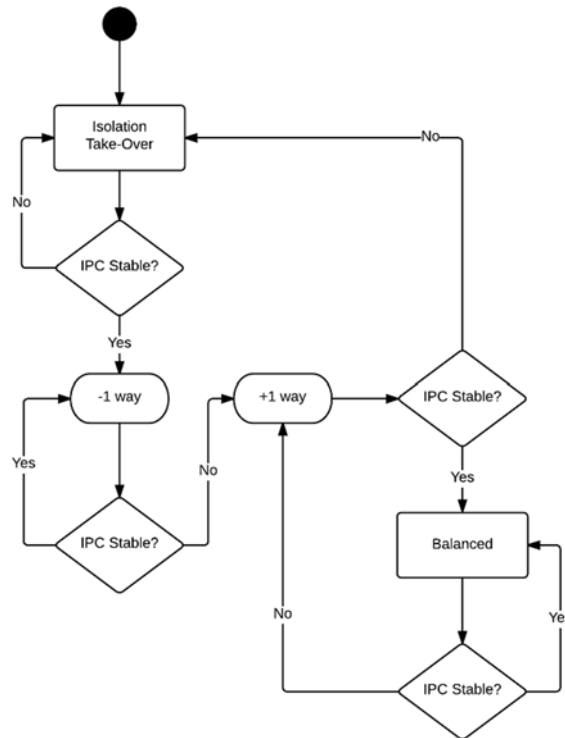 Isolation
Take-Over
No
No
IPC Stable?
Yes
-1 way
+1 way
IPC Stable?
Yes
No
Yes
IPC Stable?
Balanced
No
Ye
IPC Stable?